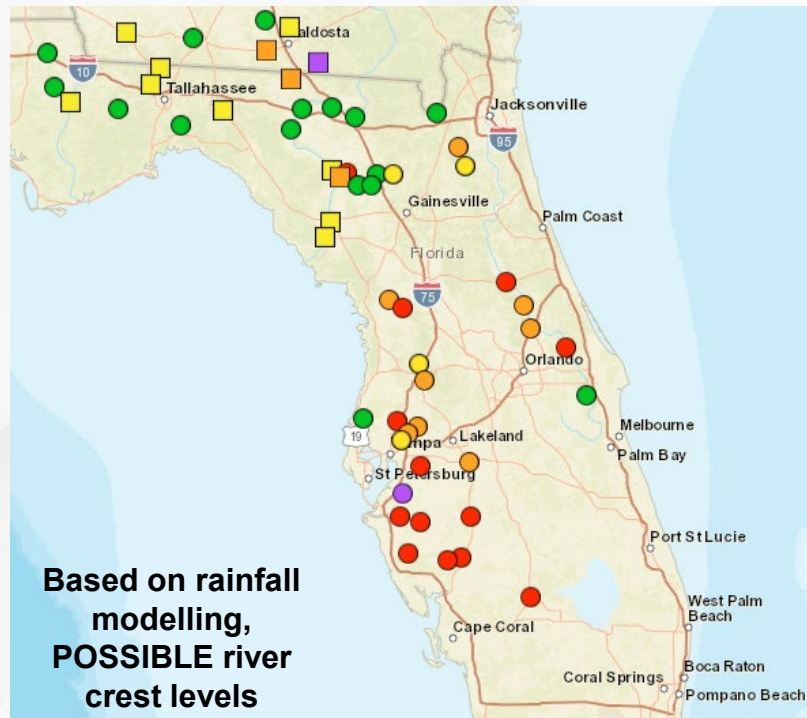 aldosta
10
Tallahassee
Jacksonville
95
Gainesville
Palm Coast
Florida
75
Orlando
19
mpa
Lakeland
Melbourne
Palm Bay
St Petersburg
Port St Lucie
Based on rainfall
modelling,
POSSIBLE river
crest levels
West Palm
Beach
Cape Coral
Boca Raton
Coral Springs
Pompano Beach